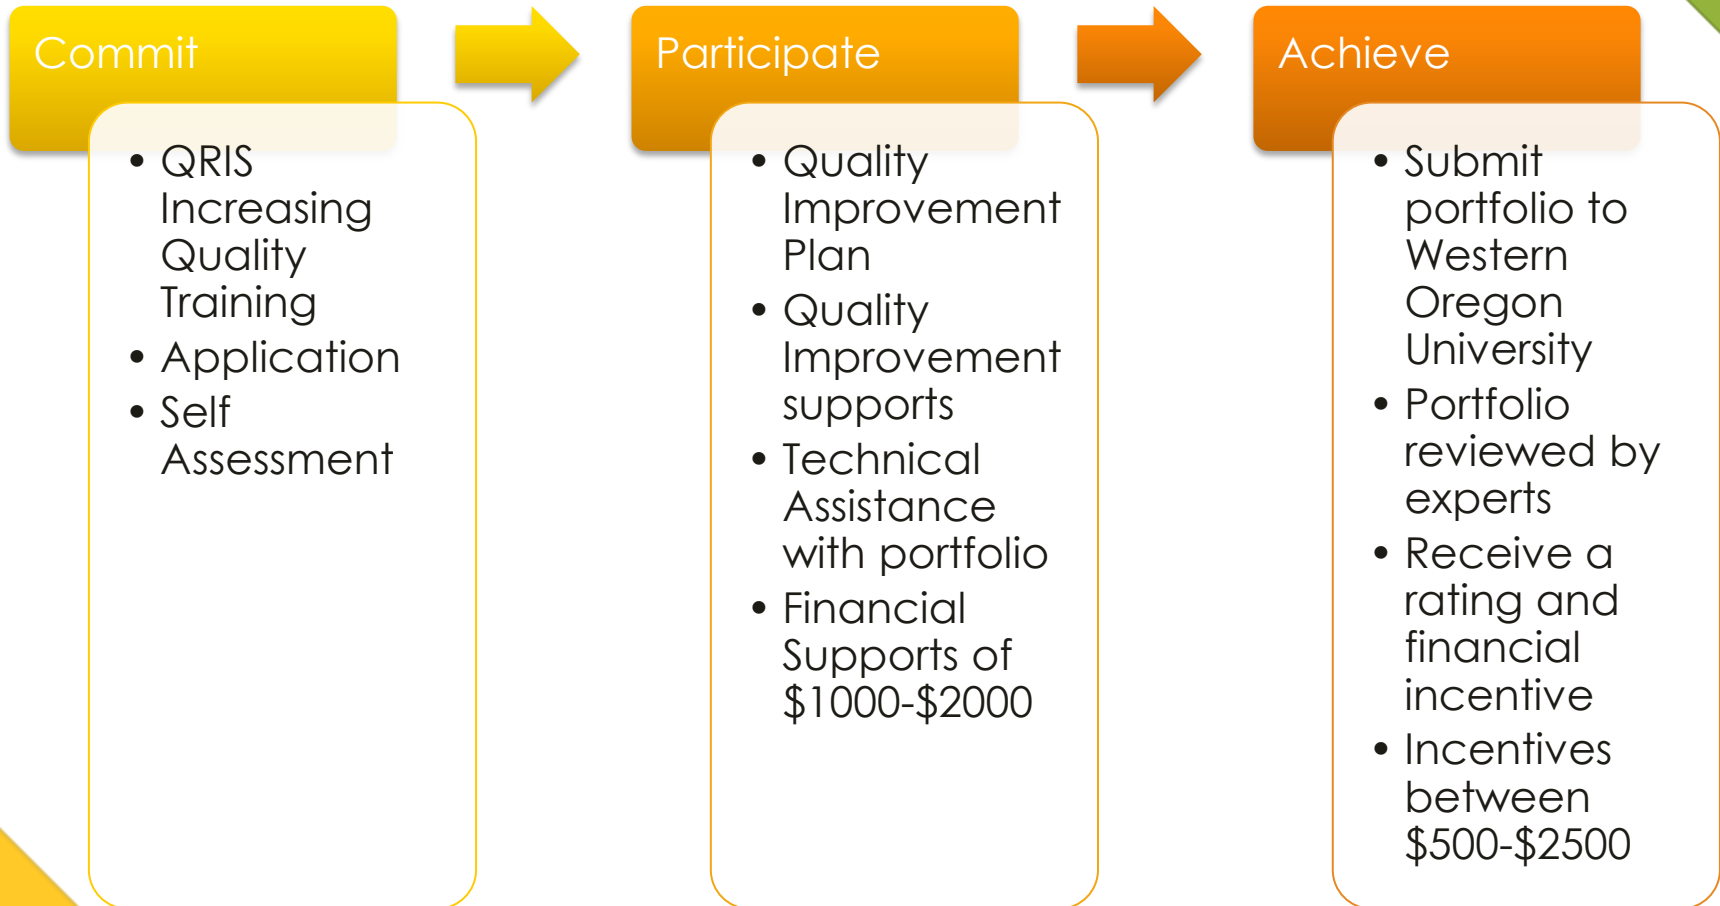 Commit
• QRIS
Increasing
Quality
Training
• Application
• Self
Assessment
Participate
• Quality
Improvement
Plan
• Quality
Improvement
supports
• Technical
Assistance
with portfolio
• Financial
Supports of
$1000-$2000
Achieve
• Submit
portfolio to
Western
Oregon
University
• Portfolio
reviewed by
experts
• Receive a
rating and
financial
incentive
• Incentives
between
$500-$2500